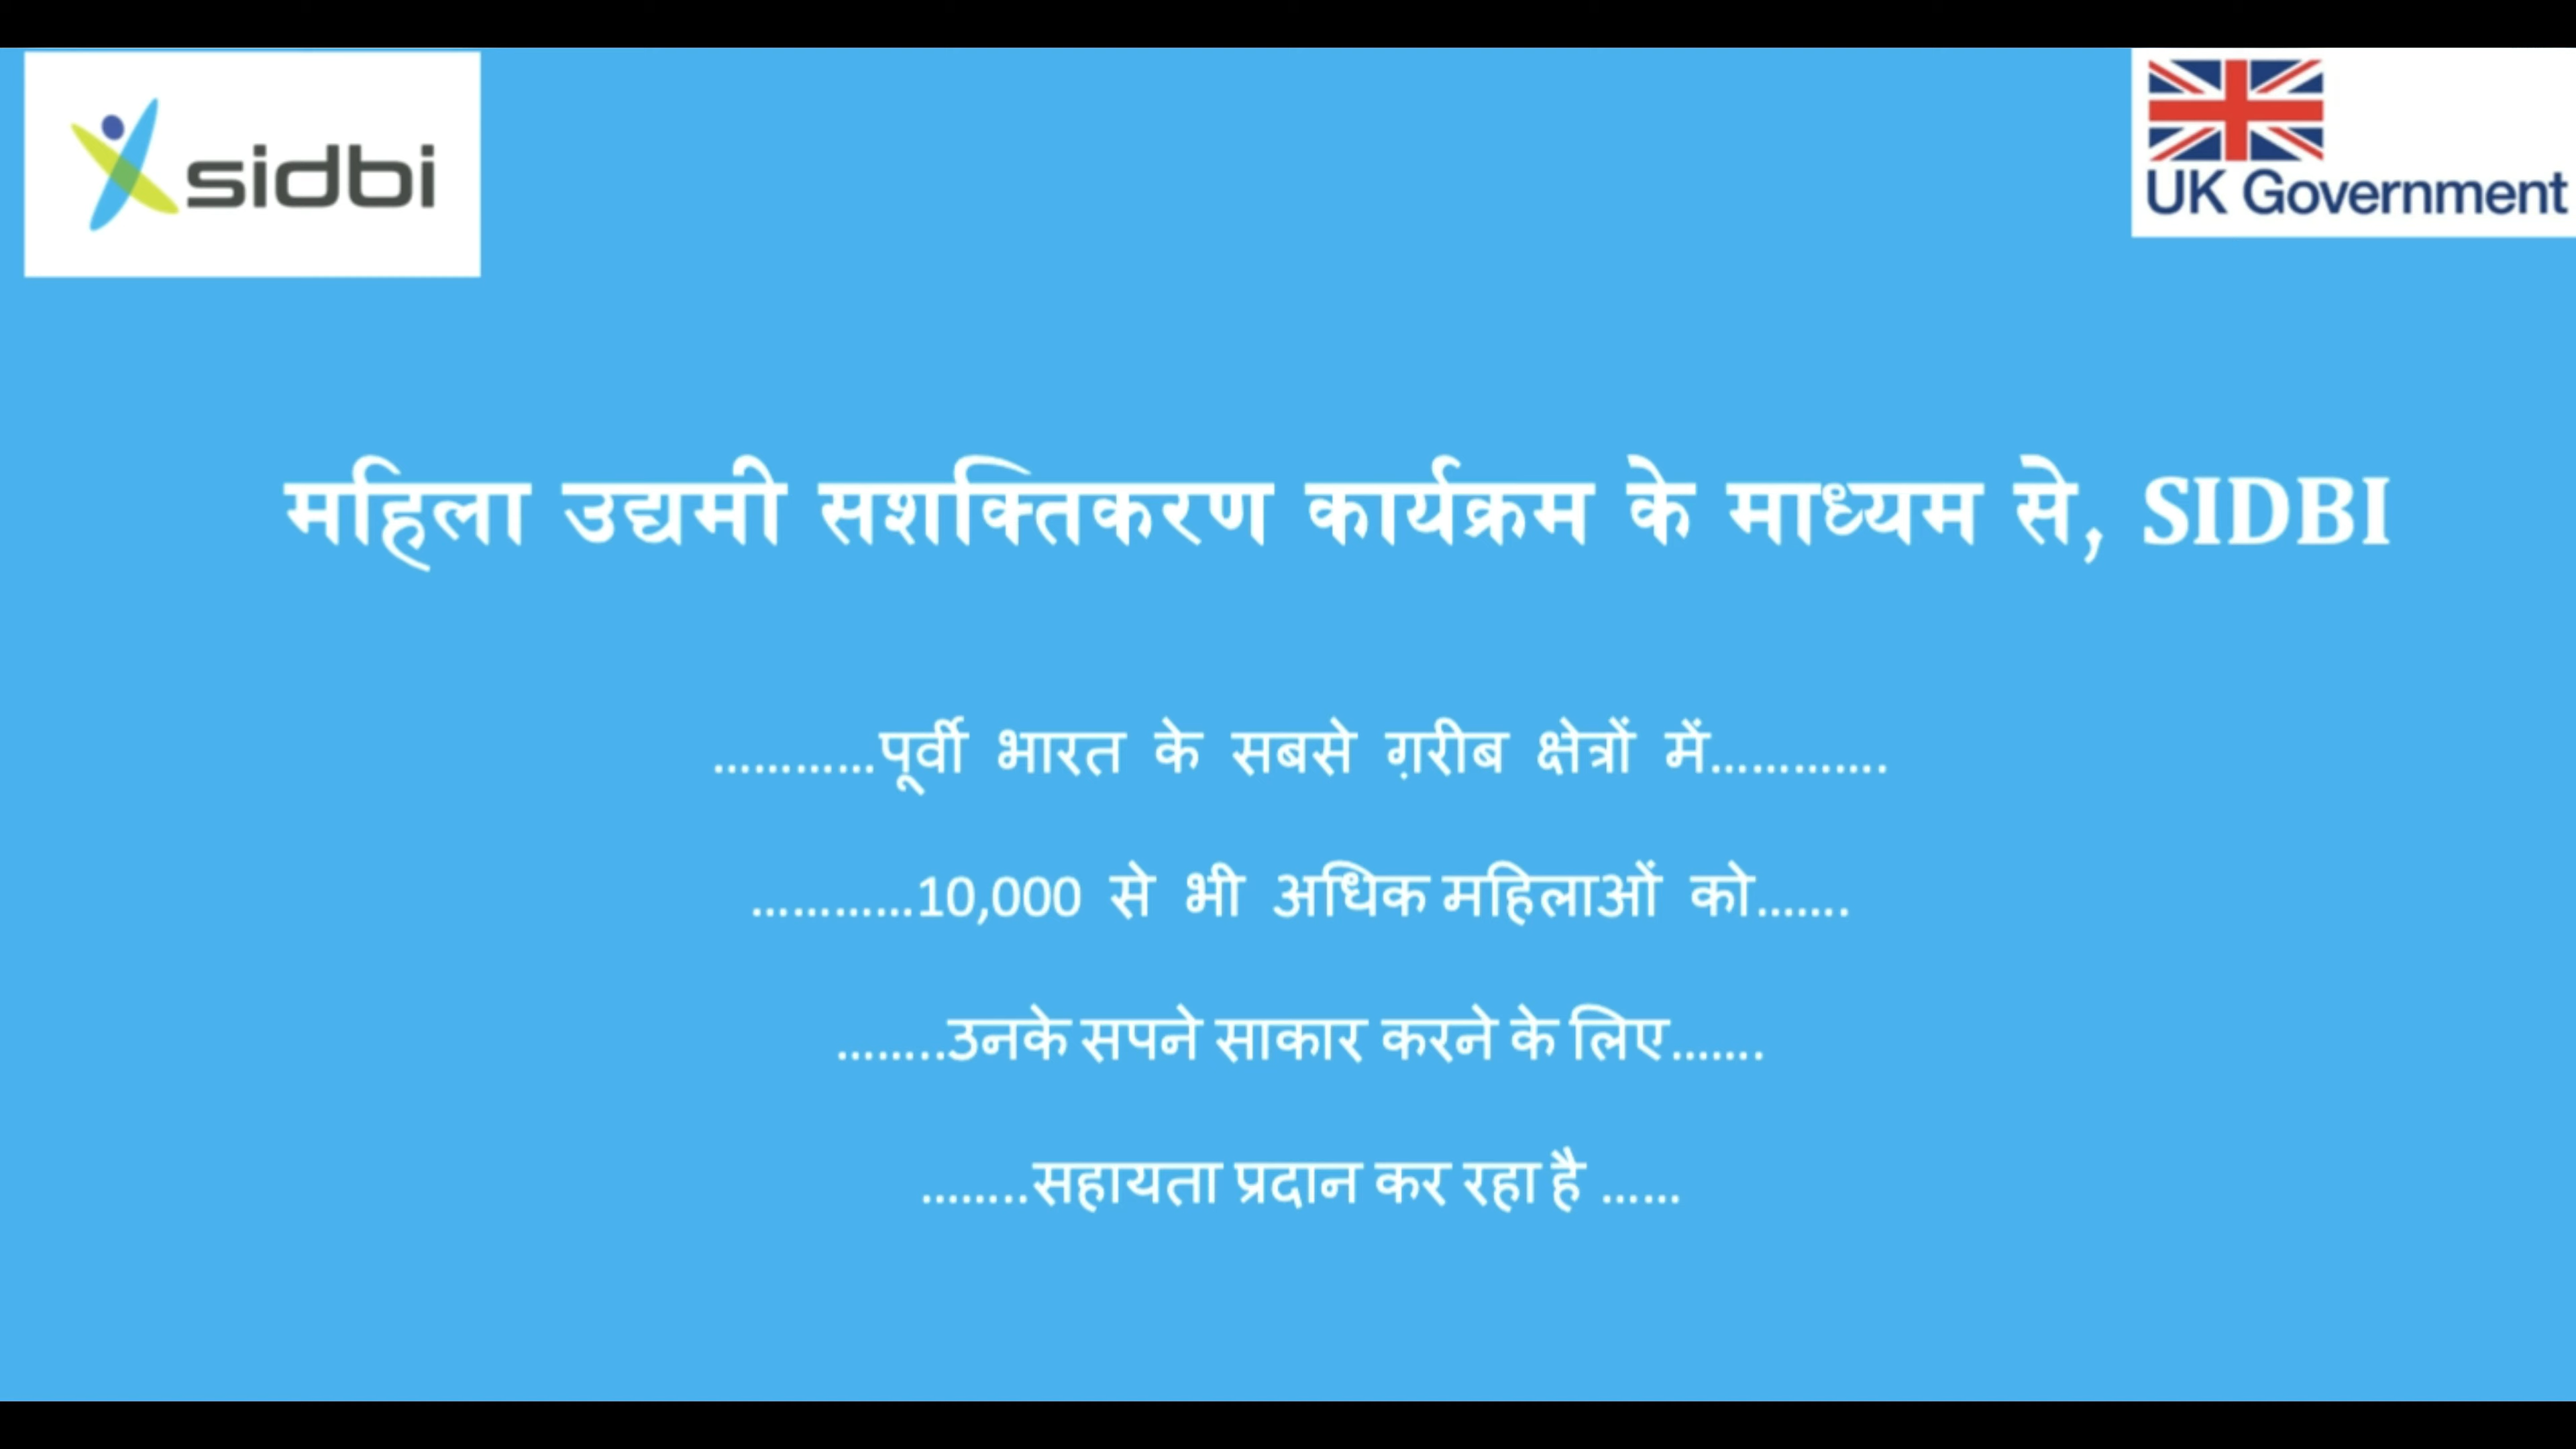 sidbi
UK Government
महिला उद्यमी सशक्तिकरण कार्यक्रम के माध्यम से, SIDBI
............पूर्वी भारत के सबसे ग़रीब क्षेत्रों में.............
............10,000 से भी अधिक महिलाओं को.......
........उनके सपने साकार करने के लिए.......
........सहायता प्रदान कर रहा है ......